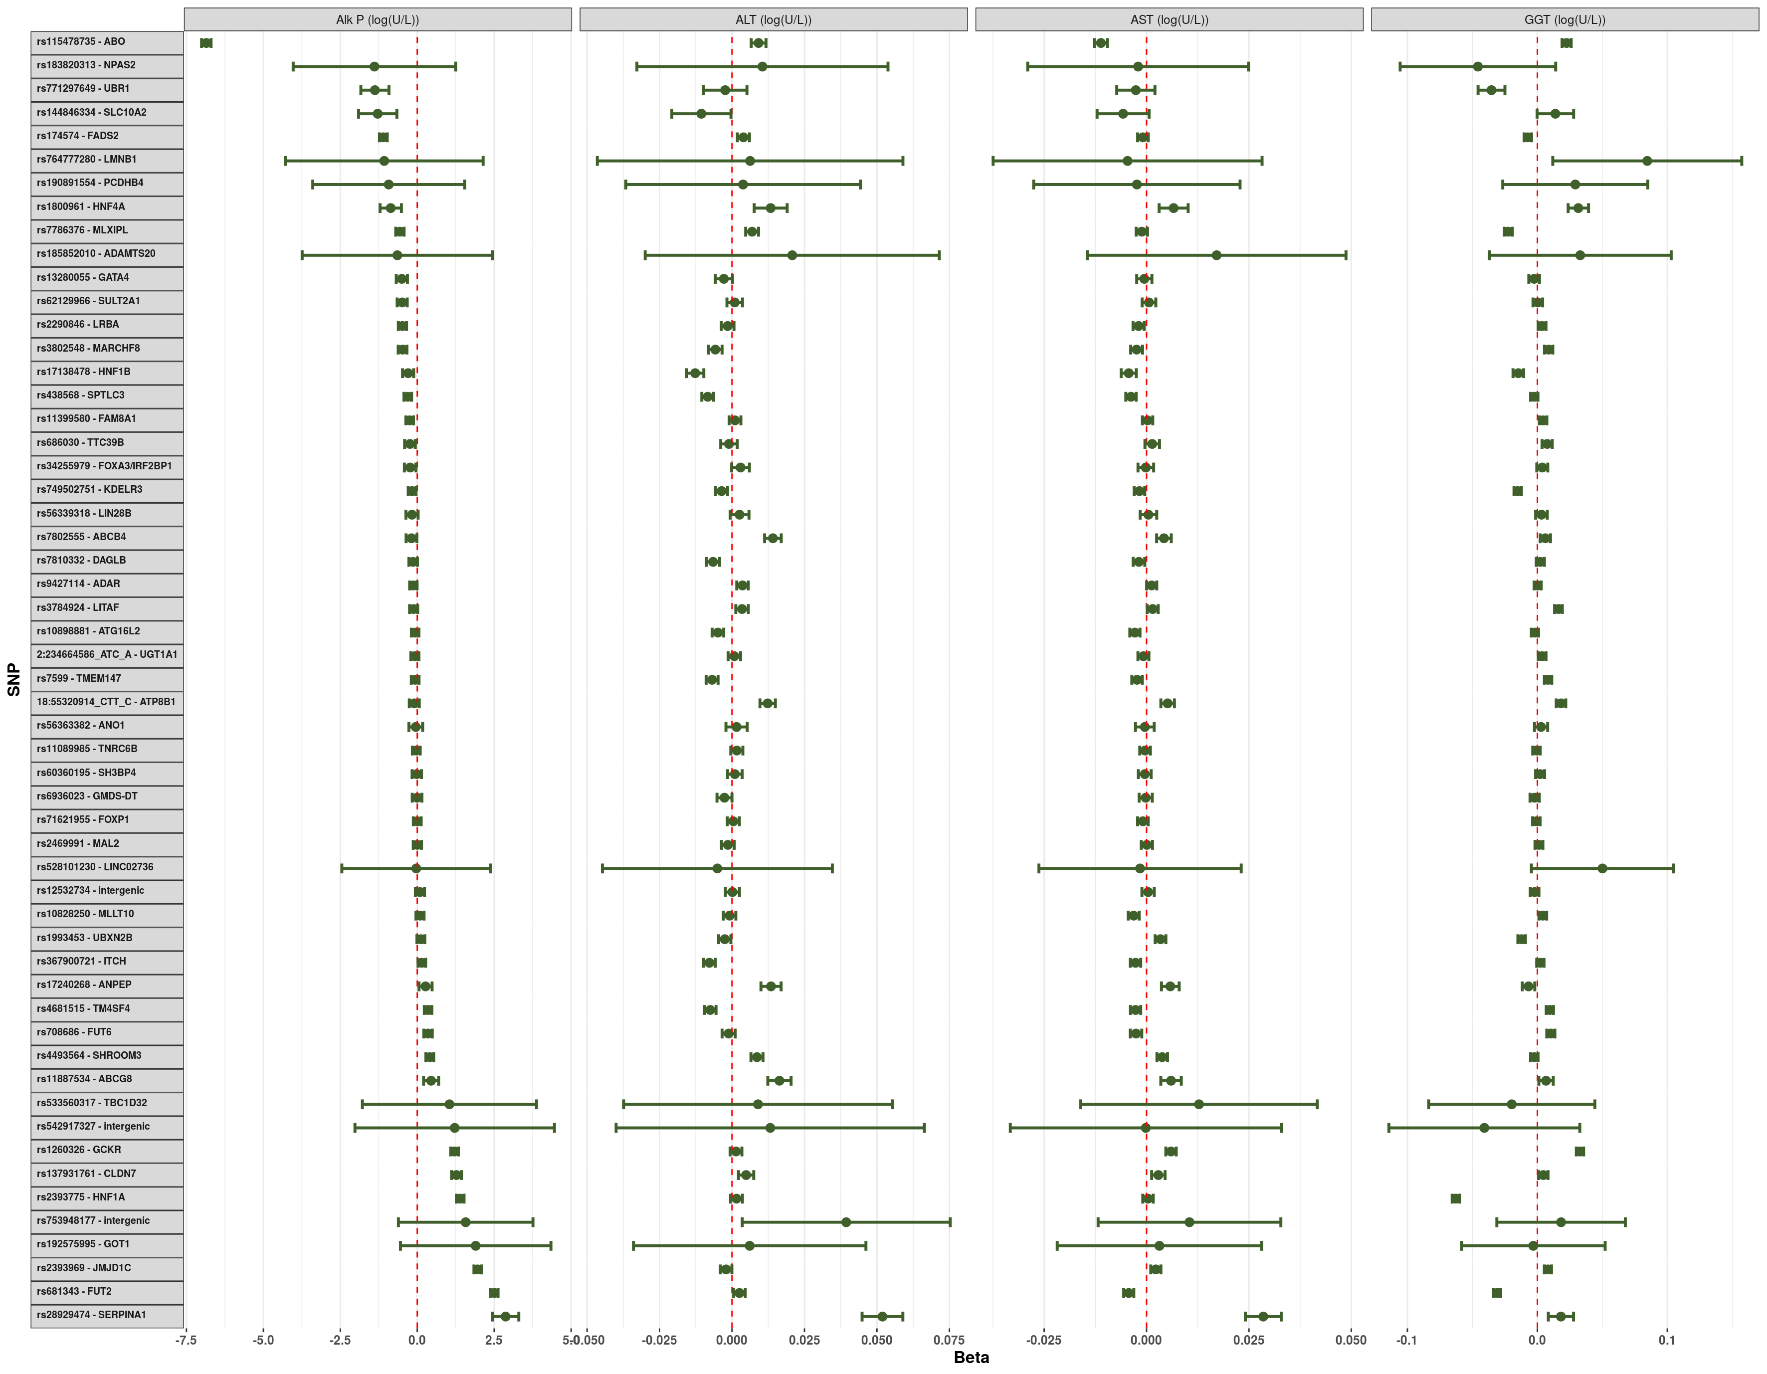 Alk P (log(U/L)) ALT (log(U/L)) AST (log(U/L)) GGT (log(U/L))
rs115478735 - ABO
rs183820313 - NPAS2
rs771297649 - UBR1
rs144846334 - SLC10A2
rs174574 - FADS2
rs764777280 - LMNB1
rs190891554 - PCDHB4
rs1800961 - HNF4A
rs7786376 - MLXIPL
rs185852010 - ADAMTS20
rs13280055 - GATA4
rs62129966 - SULT2A1
rs2290846 - LRBA
rs3802548 - MARCHF8
rs17138478 - HNF1B
rs438568 - SPTLC3
rs11399580 - FAM8A1
rs686030 - TTC39B
rs34255979 - FOXA3/IRF2BP1
rs749502751 - KDELR3
rs56339318 - LIN28B
rs7802555 - ABCB4
rs7810332 - DAGLB
rs9427114 - ADAR
rs3784924 - LITAF
rs10898881 - ATG16L2
2:234664586_ATC_A - UGT1A1
rs7599 - TMEM147
18:55320914_CTT_C - ATP8B1
rs56363382 - ANO1
rs11089985 - TNRC6B
rs60360195 - SH3BP4
rs6936023 - GMDS-DT
rs71621955 - FOXP1
rs2469991 - MAL2
rs528101230 - LINC02736
rs12532734 - Intergenic
rs10828250 - MLLT10
rs1993453 - UBXN2B
rs367900721 - ITCH
rs17240268 - ANPEP
rs4681515 - TM4SF4
rs708686 - FUT6
rs4493564 - SHROOM3
rs11887534 - ABCG8
rs533560317 - TBC1D32
rs542917327 - Intergenic
rs1260326 - GCKR
rs137931761 - CLDN7
rs2393775 - HNF1A
rs753948177 - Intergenic
rs192575995 - GOT1
rs2393969 - JMJD1C
rs681343 - FUT2
rs28929474 - SERPINA1
SNP
-7.5 -5.0 -2.5 0.0 2.5 5.0 -0.050 -0.025 0.000 0.025 0.050 0.075 -0.025 0.000 0.025 0.050 -0.1 0.0 0.1
Beta